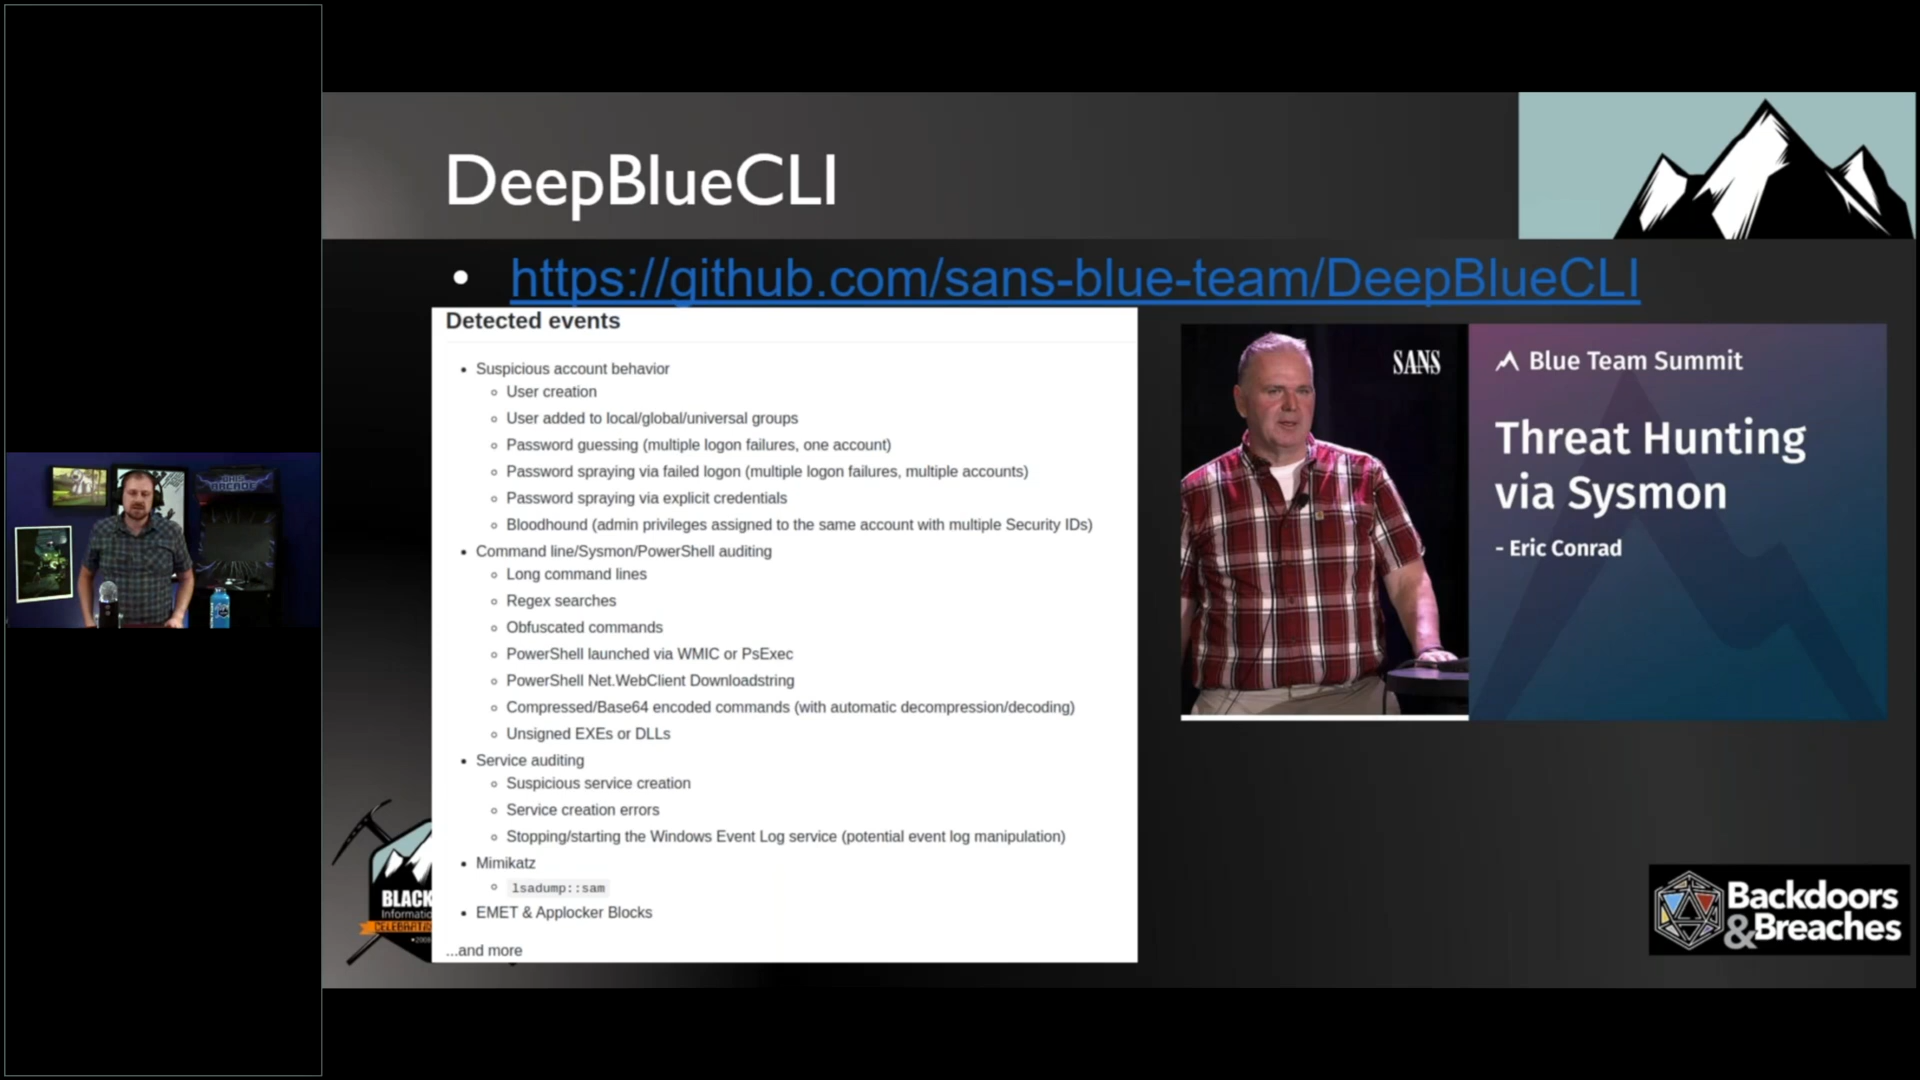 DeepBlueCLI
• https://github.com/sans-blue-team/DeepBlueCLI
Detected events
• Suspicious account behavior
◦ User creation
◦ User added to local/global/universal groups
◦ Password guessing (multiple logon failures, one account)
◦ Password spraying via failed logon (multiple logon failures, multiple accounts)
◦ Password spraying via explicit credentials
◦ Bloodhound (admin privileges assigned to the same account with multiple Security IDs)
• Command line/Sysmon/PowerShell auditing
◦ Long command lines
◦ Regex searches
◦ Obfuscated commands
◦ PowerShell launched via WMIC or PsExec
◦ PowerShell Net.WebClient Downloadstring
◦ Compressed/Base64 encoded commands (with automatic decompression/decoding)
◦ Unsigned EXEs or DLLs
• Service auditing
◦ Suspicious service creation
◦ Service creation errors
◦ Stopping/starting the Windows Event Log service (potential event log manipulation)
• Mimikatz
◦ lsadump::sam
• EMET & Applocker Blocks
...and more
SANS
Blue Team Summit
Threat Hunting
via Sysmon
- Eric Conrad
BLACK
Informati
Backdoors
&Breaches
ARCADE